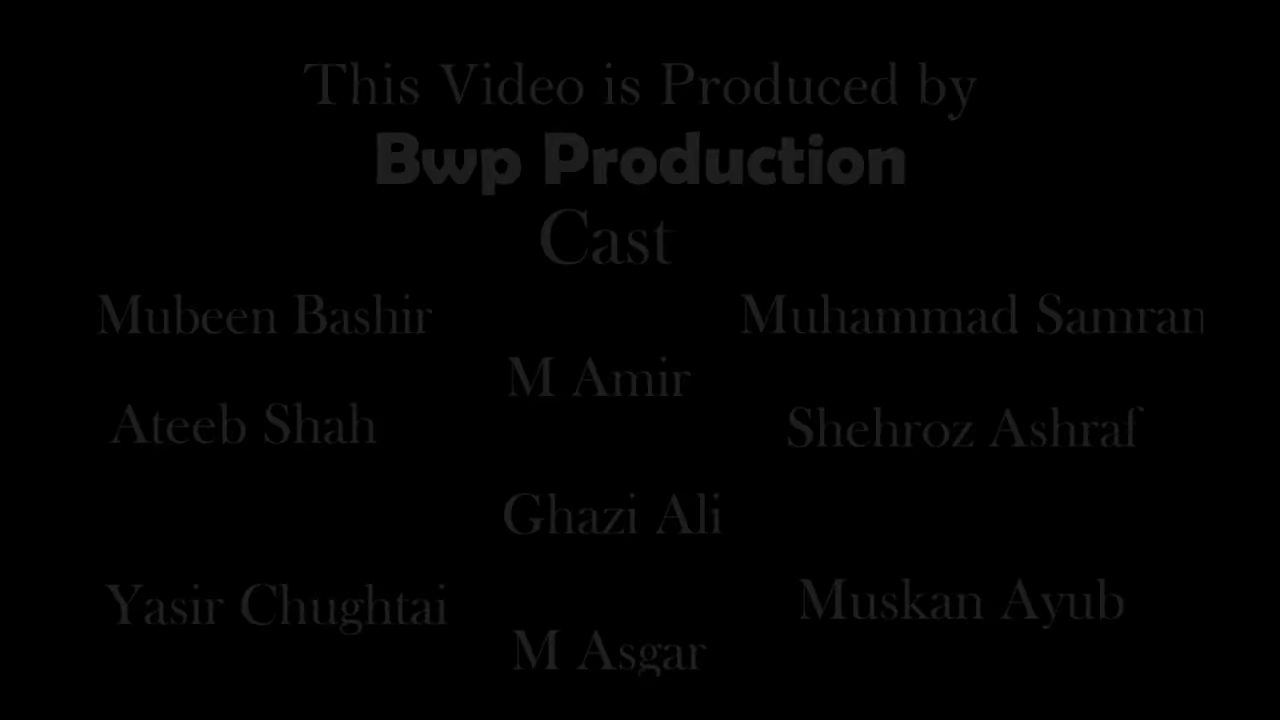 This Video is Produced by
Bwp Production
Cast
Mubeen Bashir
Muhammad Samran
M Amir
Ateeb Shah
Shehroz Ashraf
Ghazi Ali
Yasir Chughtai
Muskan Ayub
M Asgar